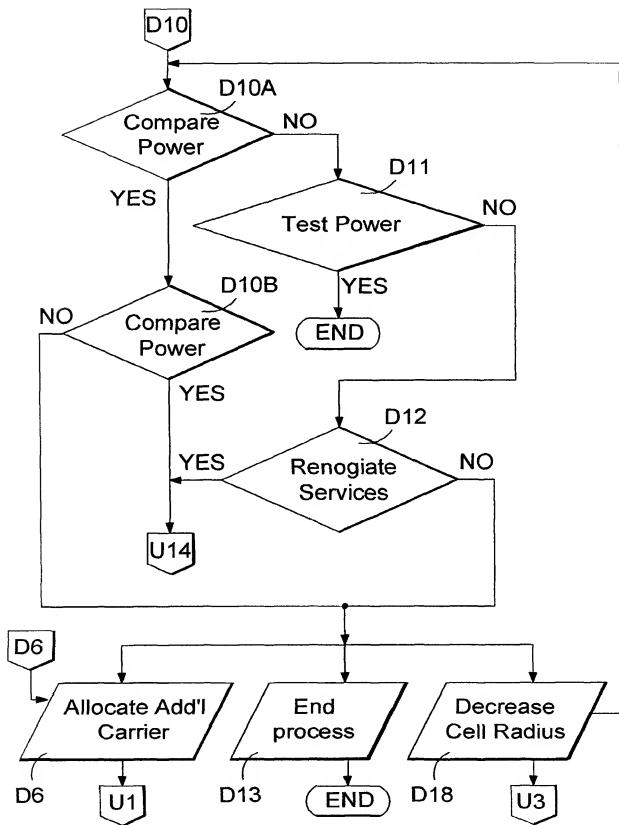 D10
D10A
Compare
Power
NO
YES
D11
Test Power
NO
YES
END
D10B
NO
Compare
Power
YES
D12
YES
Renogiate
Services
NO
U14
D6
Allocate Add'l
Carrier
End
process
Decrease
Cell Radius
D6
U1
D13
END
D18
U3